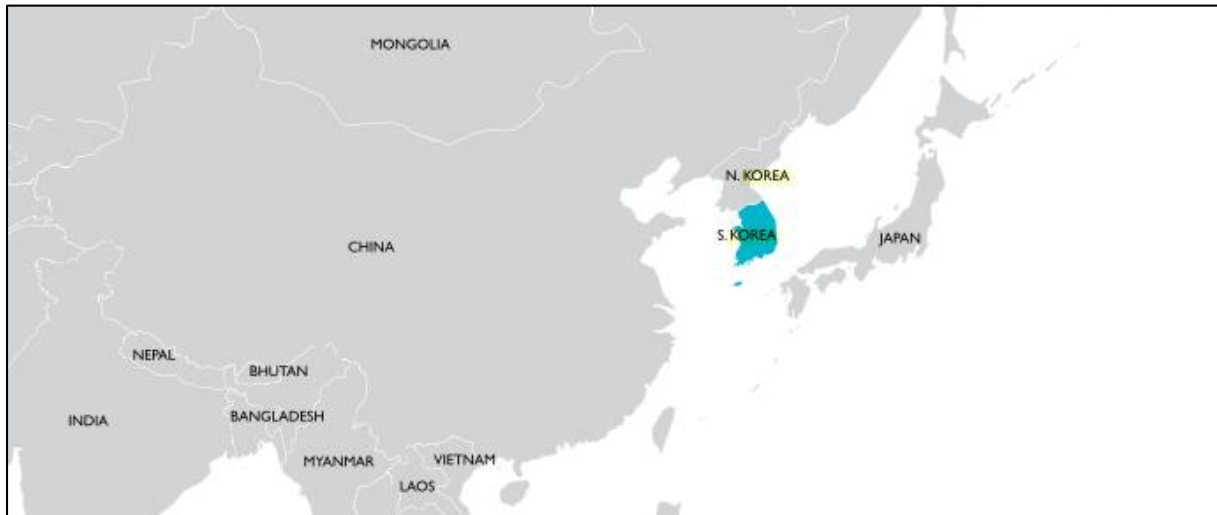 MONGOLIA
N. KOREA
S. KOREA
JAPAN
CHINA
NEPAL
BHUTAN
BANGLADESH
INDIA
MYANMAR
VIETNAM
LAOS